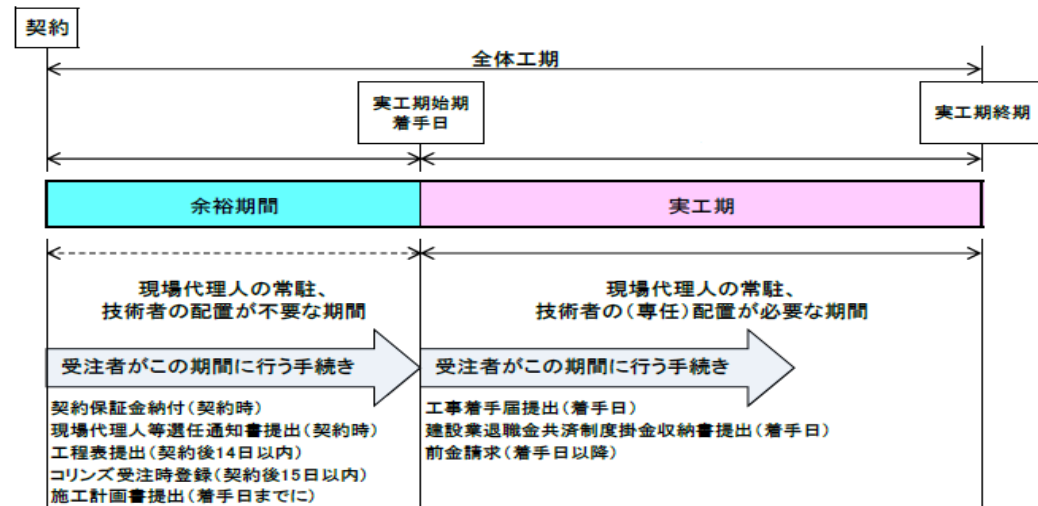 契約
全体工期
実工期始期
着手日
実工期終期
余裕期間
実工期
現場代理人の常駐、
技術者の配置が不要な期間
現場代理人の常駐、
技術者の(専任)配置が必要な期間
受注者がこの期間に行う手続き
受注者がこの期間に行う手続き
契約保証金納付(契約時)
現場代理人等選任通知書提出(契約時)
工程表提出(契約後14日以内)
コリンズ受注時登録(契約後15日以内)
施工計画書提出(着手日までに)
工事着手届提出(着手日)
建設業退職金共済制度掛金収納書提出(着手日)
前金請求(着手日以降)